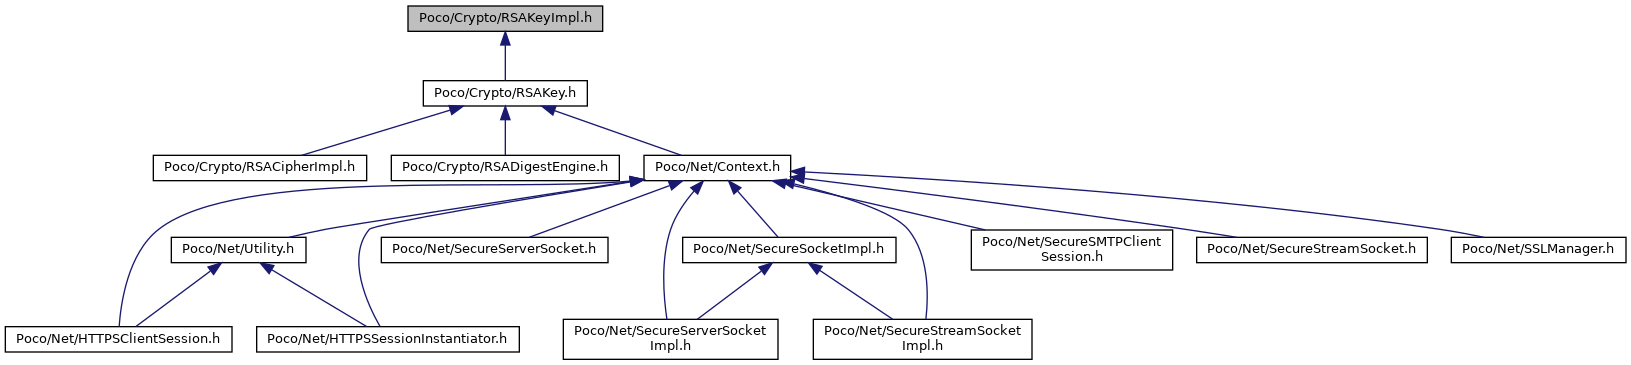 Poco/Crypto/RSAKeyImpl.h
Poco/Crypto/RSAKey.h
Poco/Crypto/RSACipherImpl.h
Poco/Crypto/RSADigestEngine.h
Poco/Net/Context.h
Poco/Net/Utility.h
Poco/Net/SecureServerSocket.h
Poco/Net/SecureSocketImpl.h
Poco/Net/SecureSMTPClient
Session.h
Poco/Net/SecureStreamSocket.h
Poco/Net/SSLManager.h
Poco/Net/HTTPSClientSession.h
Poco/Net/HTTPSSessionInstantiator.h
Poco/Net/SecureServerSocket
Impl.h
Poco/Net/SecureStreamSocket
Impl.h